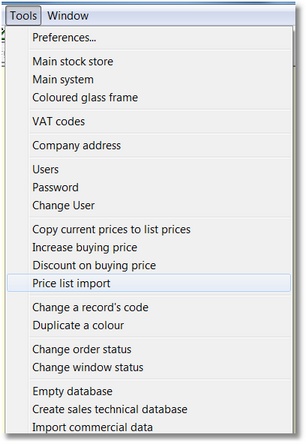 Tools Window
Preferences...
Main stock store
Main system
Coloured glass frame
VAT codes
Company address
Users
Password
Change User
Copy current prices to list prices
Increase buying price
Discount on buying price
Price list import
Change a record's code
Duplicate a colour
Change order status
Change window status
Empty database
Create sales technical database
Import commercial data